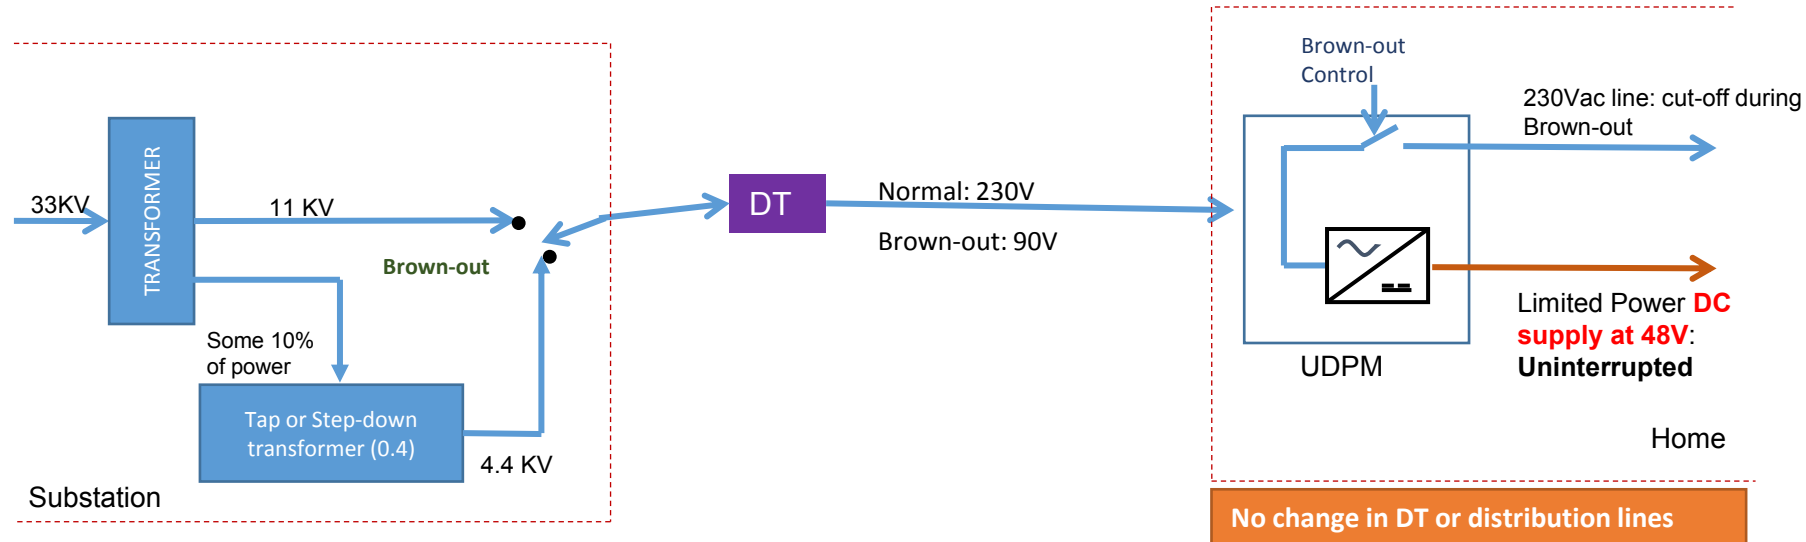 33KV
TRANSFORMER
11 KV
Brown-out
Some 10%
of power
Tap or Step-down
transformer (0.4)
4.4 KV
Substation
DT
Normal: 230V
Brown-out: 90V
Brown-out
Control
230Vac line: cut-off during
Brown-out
UDPM
Limited Power DC
supply at 48V:
Uninterrupted
Home
No change in DT or distribution lines